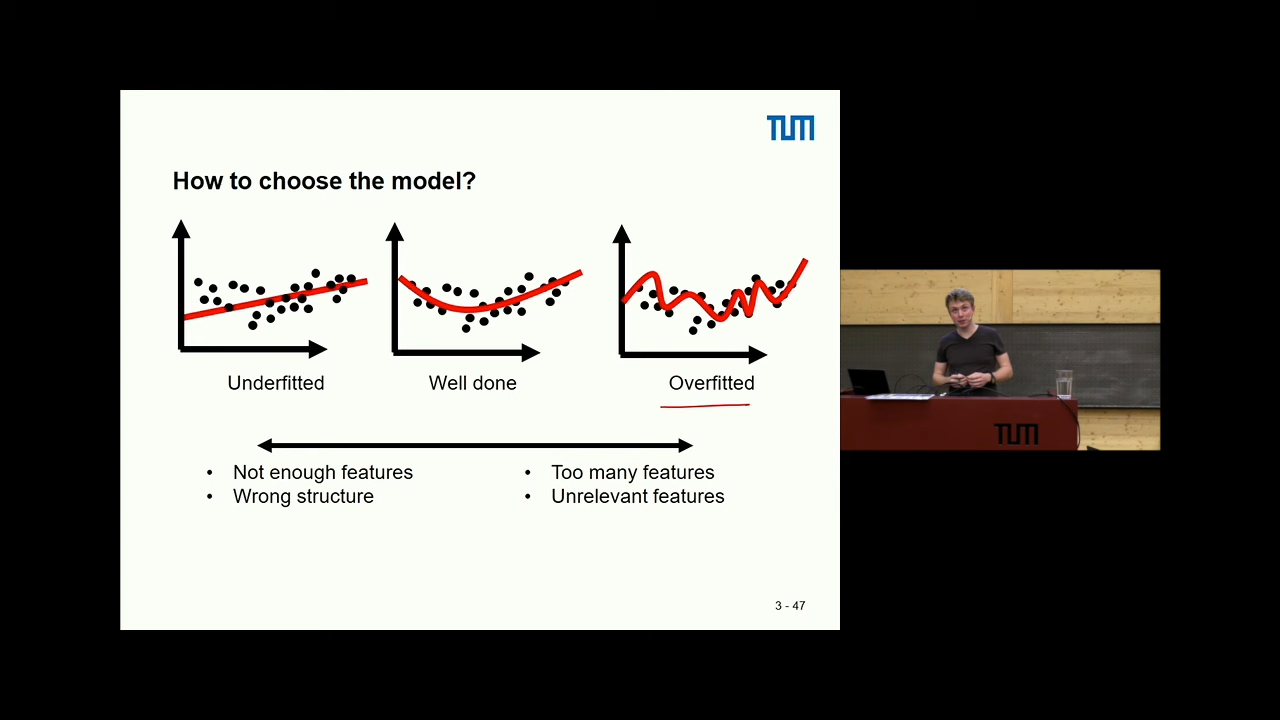 TUM
How to choose the model?
Underfitted
Well done
Overfitted
• Not enough features
• Wrong structure
• Too many features
• Unrelevant features
3 - 47
TUM